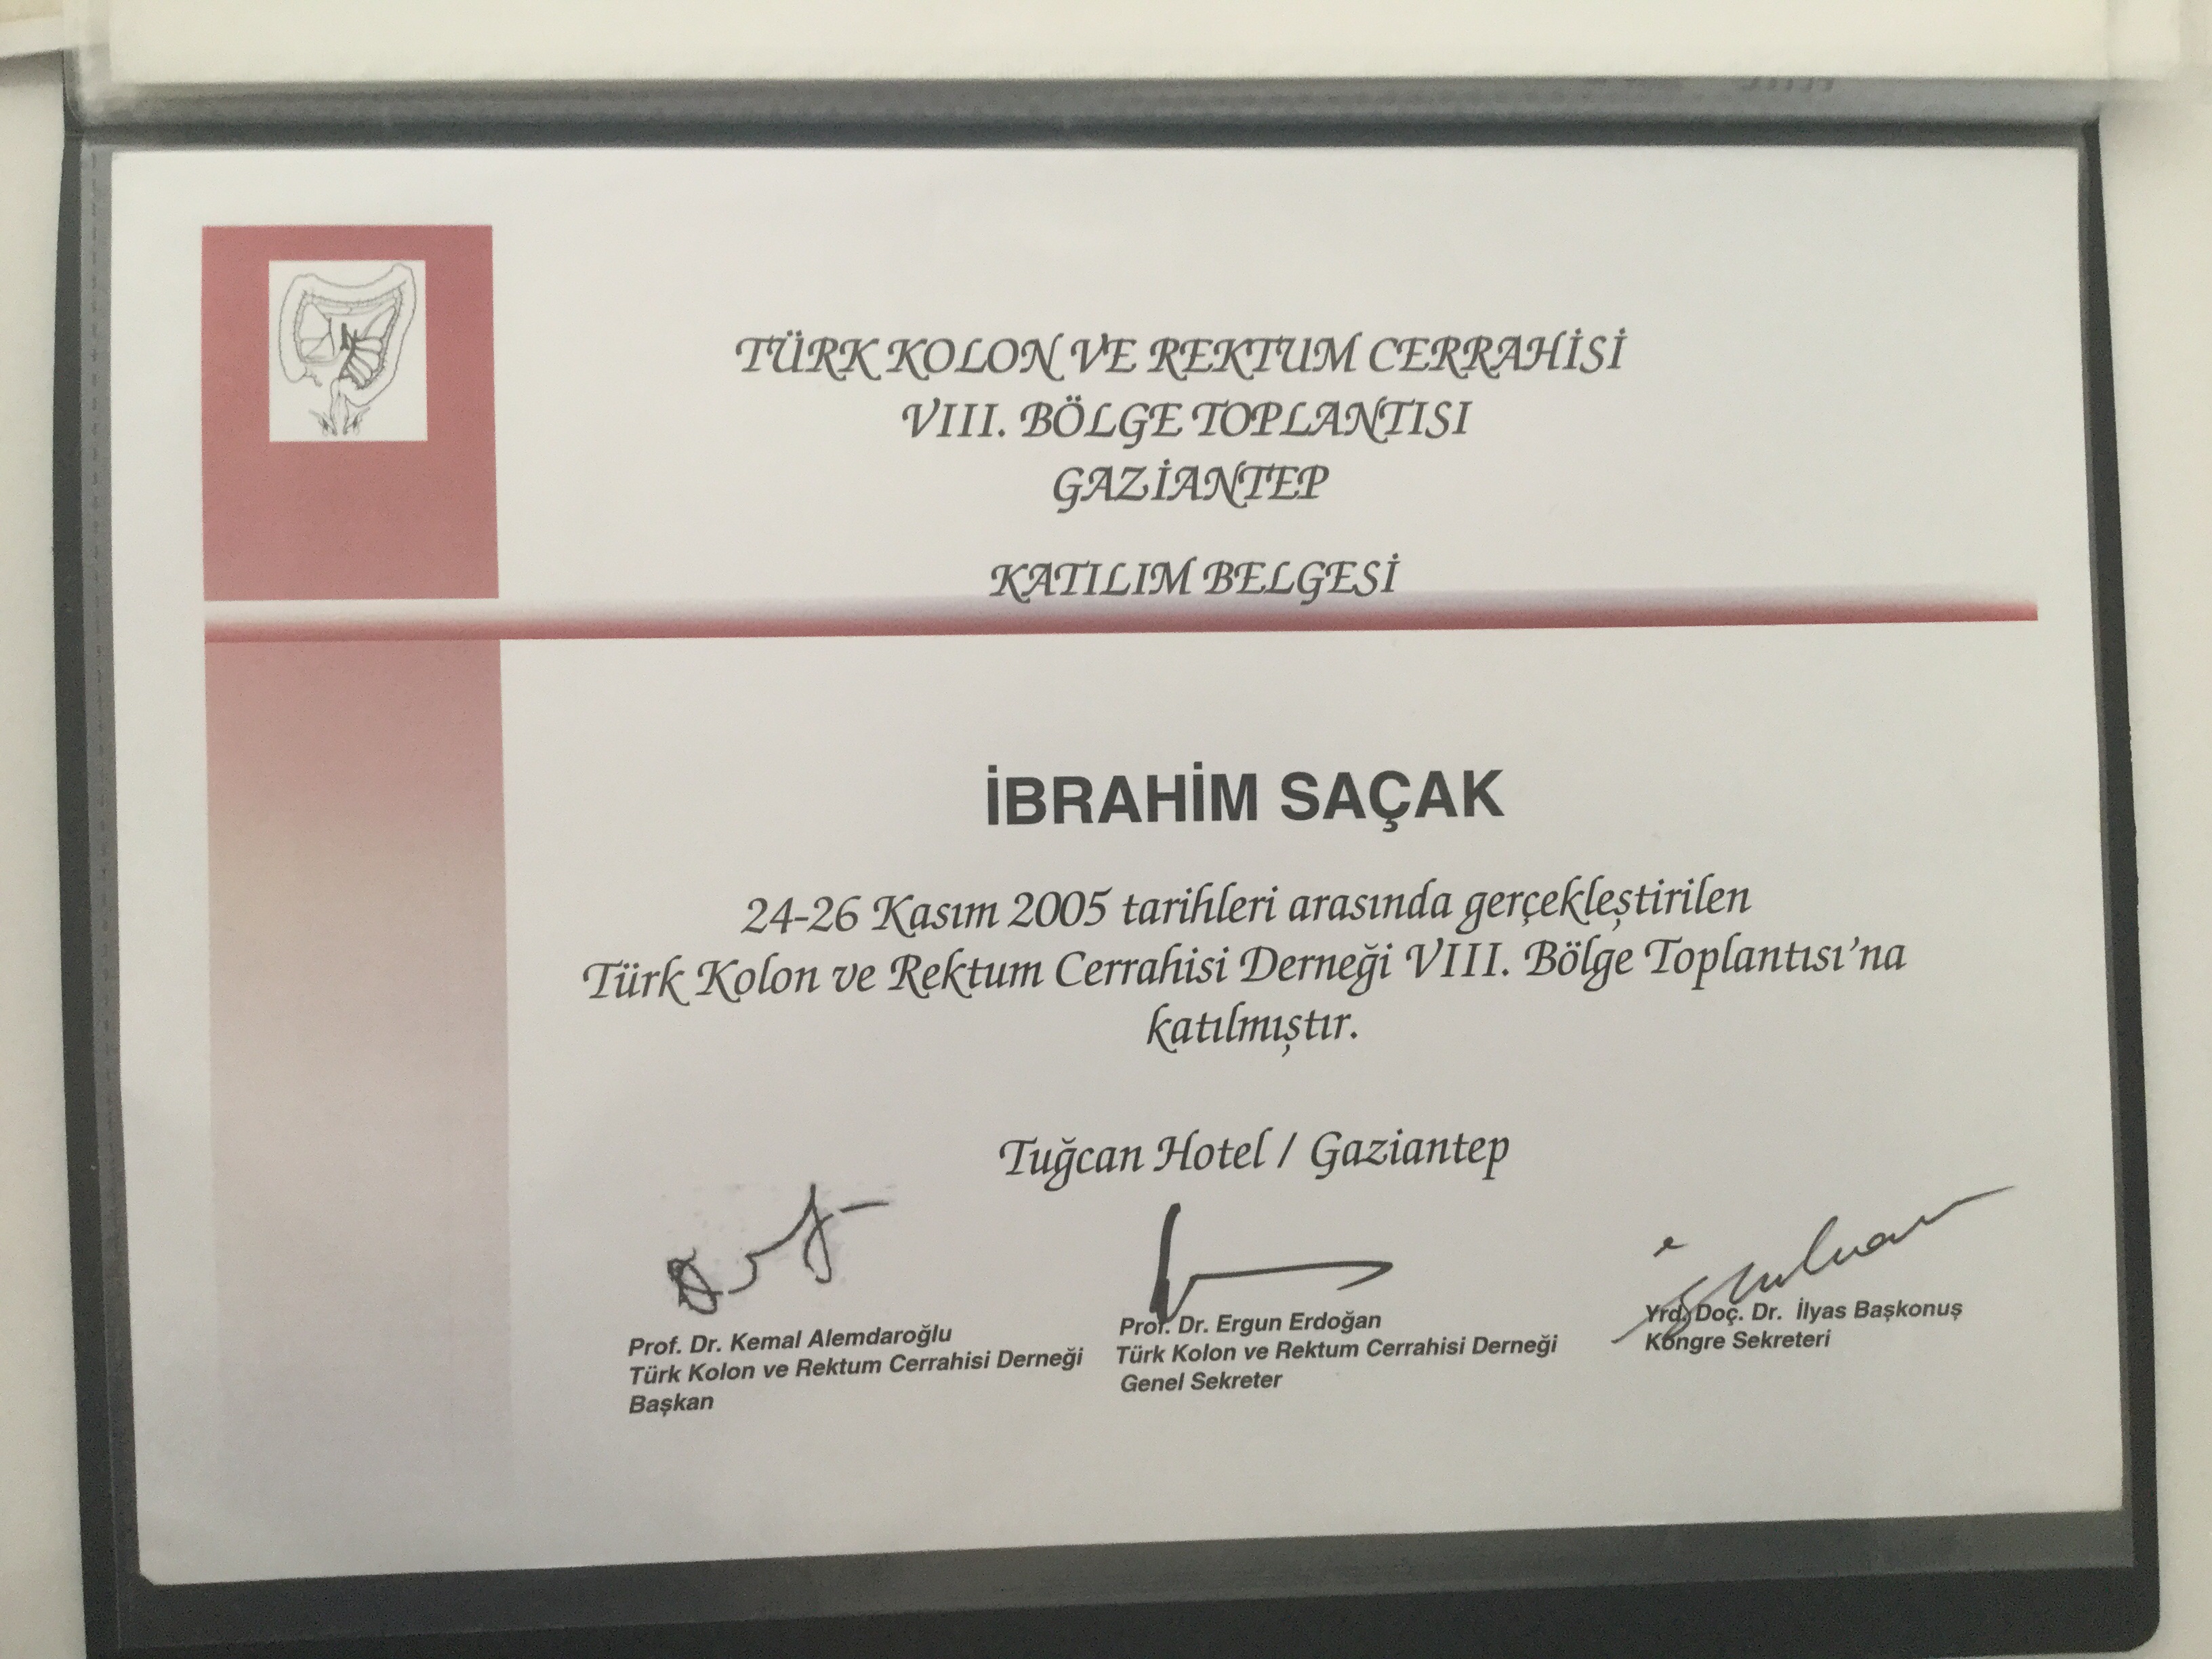 TÜRK KOLON VE REKTUM CERRAHİSİ
VIII. BÖLGE TOPLANTISI
GAZİANTEP
KATILIM BELGESİ
İBRAHİM SAÇAK
24-26 Kasım 2005 tarihleri arasında gerçekleştirilen
Türk Kolon ve Rektum Cerrahisi Derneği VIII. Bölge Toplantısı'na
katılmıştır.
Tuğcan Hotel / Gaziantep
Prof. Dr. Kemal Alemdaroğlu
Türk Kolon ve Rektum Cerrahisi Derneği
Başkan
Prof. Dr. Ergun Erdoğan
Türk Kolon ve Rektum Cerrahisi Derneği
Genel Sekreter
Yrd. Doç. Dr. İlyas Başkonuş
Kongre Sekreteri